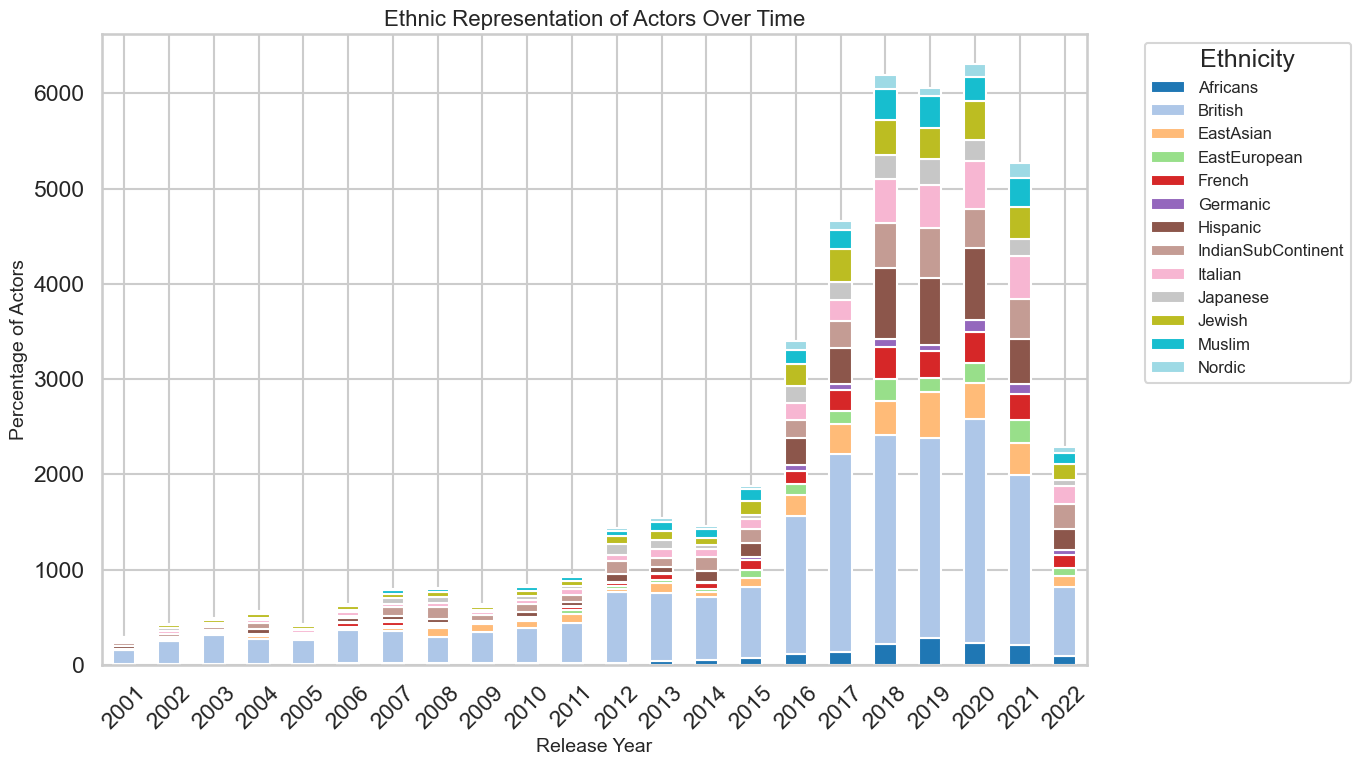 Ethnic Representation of Actors Over Time
Percentage of Actors
6000
5000
4000
3000
2000
1000
0
2001
2002
2003
2004
2005
2006
2007
2008
2009
2010
2011
2012
2013
2014
2015
2016
2017
2018
2019
2020
2021
2022
Release Year
Ethnicity
Africans
British
EastAsian
EastEuropean
French
Germanic
Hispanic
IndianSubContinent
Italian
Japanese
Jewish
Muslim
Nordic